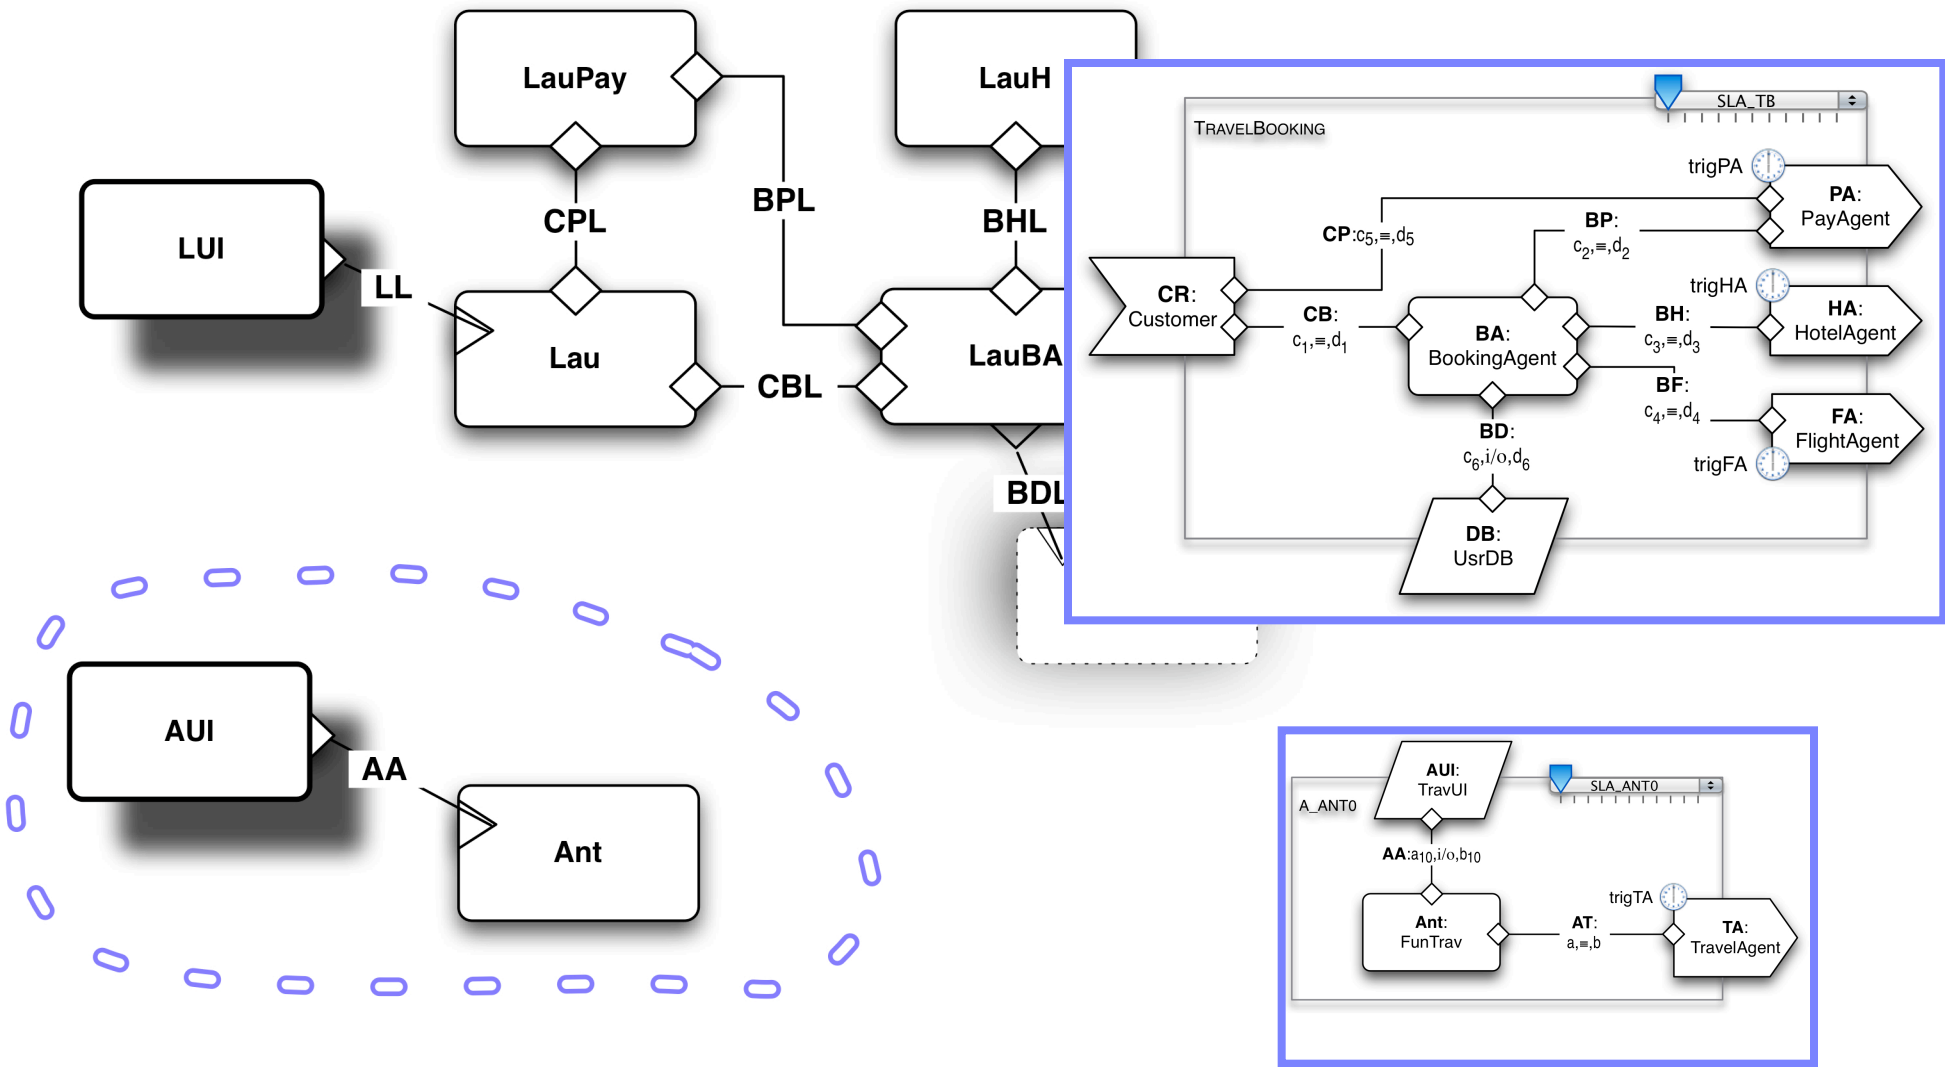 LauPay
LauH
LUI
LL
CPL
BPL
BHL
Lau
CBL
LauBA
BDL
SLA_TB
TRAVELBOOKING
trigPA
PA:
PayAgent
CP:c5,≡,d5
BP:
c2,≡,d2
trigHA
CR:
Customer
CB:
c1,≡,d1
BA:
BookingAgent
BH:
c3,≡,d3
HA:
HotelAgent
BF:
c4,≡,d4
FA:
FlightAgent
trigFA
BD:
c6,i/o,d6
DB:
UsrDB
AUI
AA
Ant
AUI:
TravUI
SLA_ANT0
A_ANT0
AA:a10,i/o,b10
trigTA
Ant:
FunTrav
AT:
a,≡,b
TA:
TravelAgent